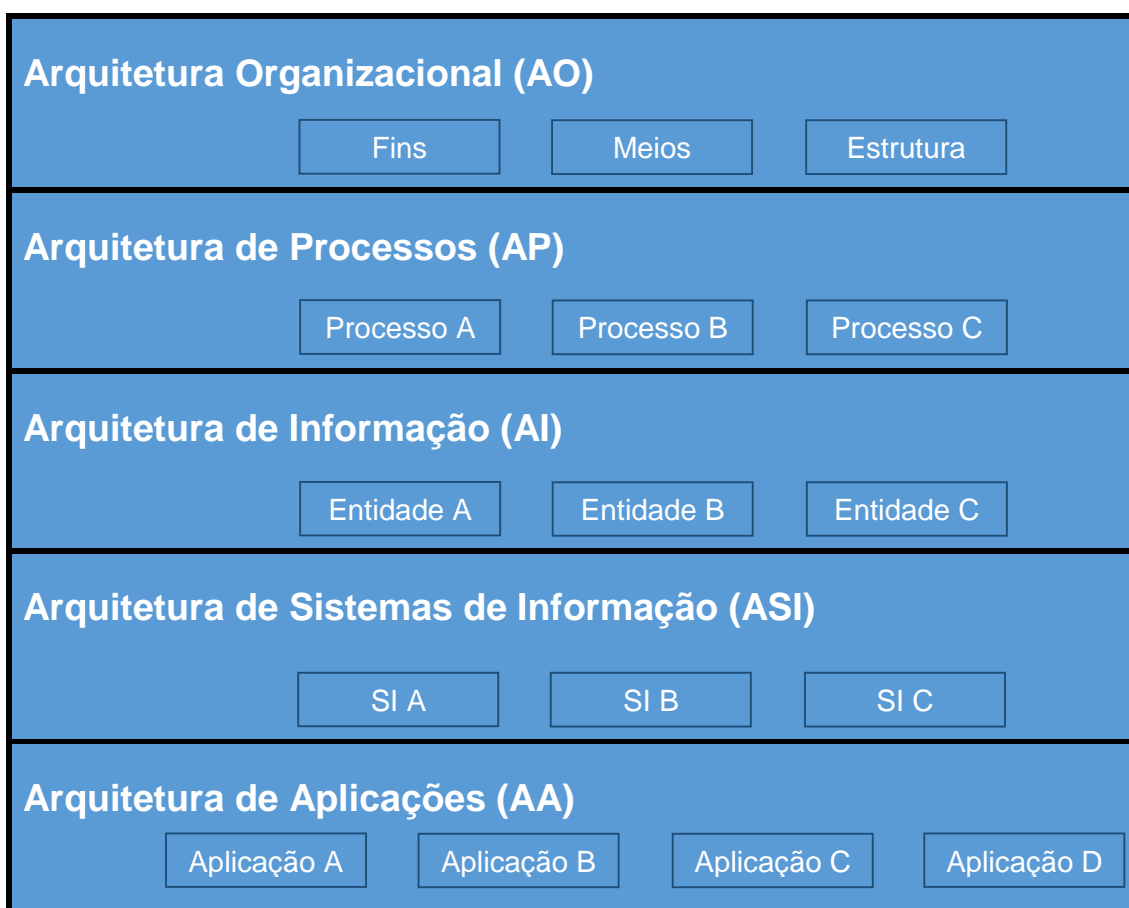 Arquitetura Organizacional (AO)
Fins Meios Estrutura
Arquitetura de Processos (AP)
Processo A Processo B Processo C
Arquitetura de Informação (AI)
Entidade A Entidade B Entidade C
Arquitetura de Sistemas de Informação (ASI)
SI A SI B SI C
Arquitetura de Aplicações (AA)
Aplicação A Aplicação B Aplicação C Aplicação D